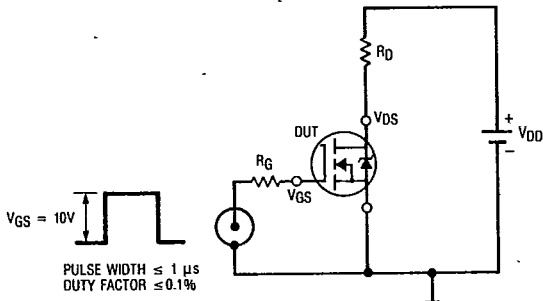 RD
VDS
DUT
+
VDD
−
RG
VGS
VGS = 10V
PULSE WIDTH ≤ 1 µs
DUTY FACTOR ≤ 0.1%